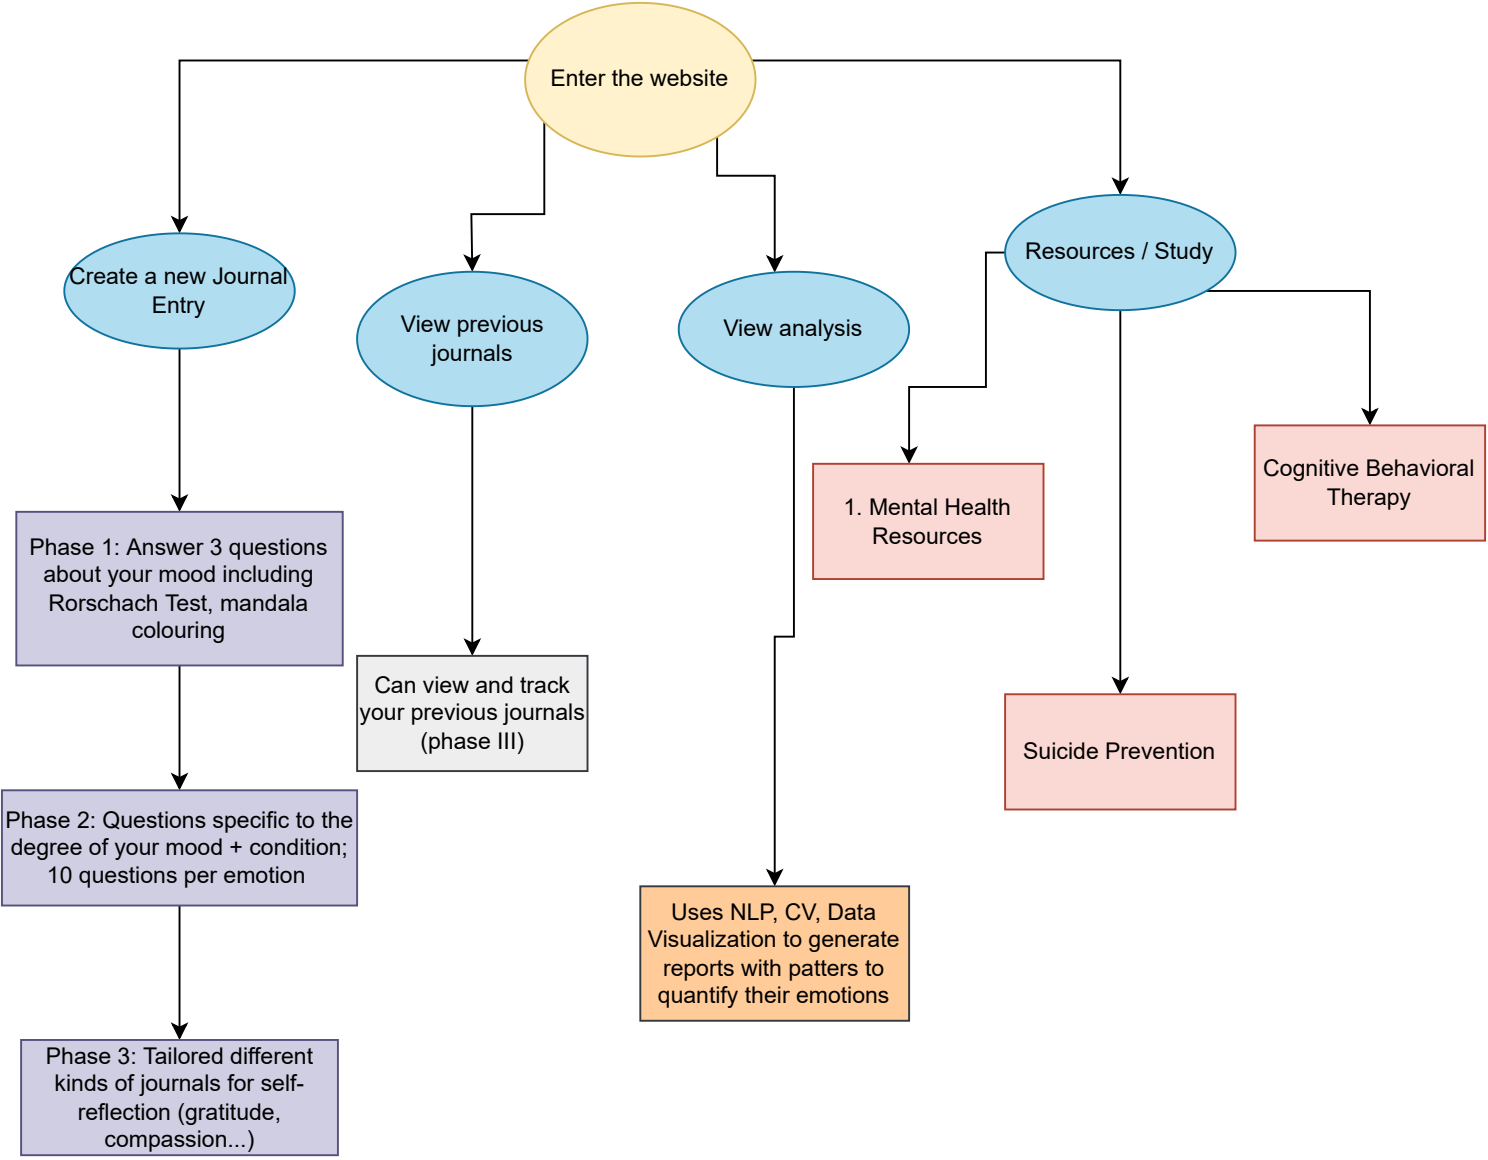 Enter the website
Create a new Journal
Entry
View previous
journals
View analysis
Resources / Study
Phase 1: Answer 3 questions
about your mood including
Rorschach Test, mandala
colouring
Can view and track
your previous journals
(phase III)
1. Mental Health
Resources
Cognitive Behavioral
Therapy
Suicide Prevention
Phase 2: Questions specific to the
degree of your mood + condition;
10 questions per emotion
Uses NLP, CV, Data
Visualization to generate
reports with patters to
quantify their emotions
Phase 3: Tailored different
kinds of journals for self-
reflection (gratitude,
compassion...)